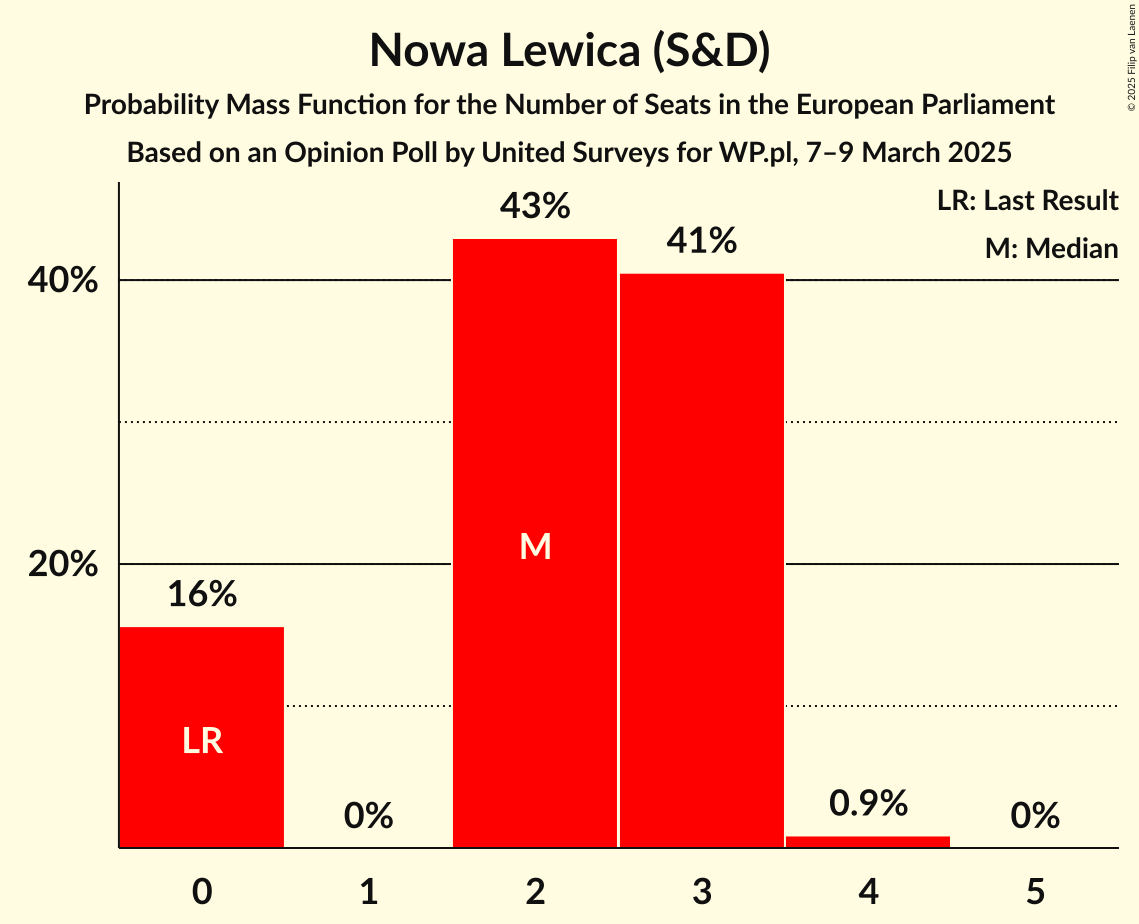 Nowa Lewica (S&D)
Probability Mass Function for the Number of Seats in the European Parliament
Based on an Opinion Poll by United Surveys for WP.pl, 7–9 March 2025
© 2025 Filip van Laenen
LR: Last Result
M: Median
43%
41%
40%
M
20%
16%
LR
0%
0.9%
0%
0 1 2 3 4 5